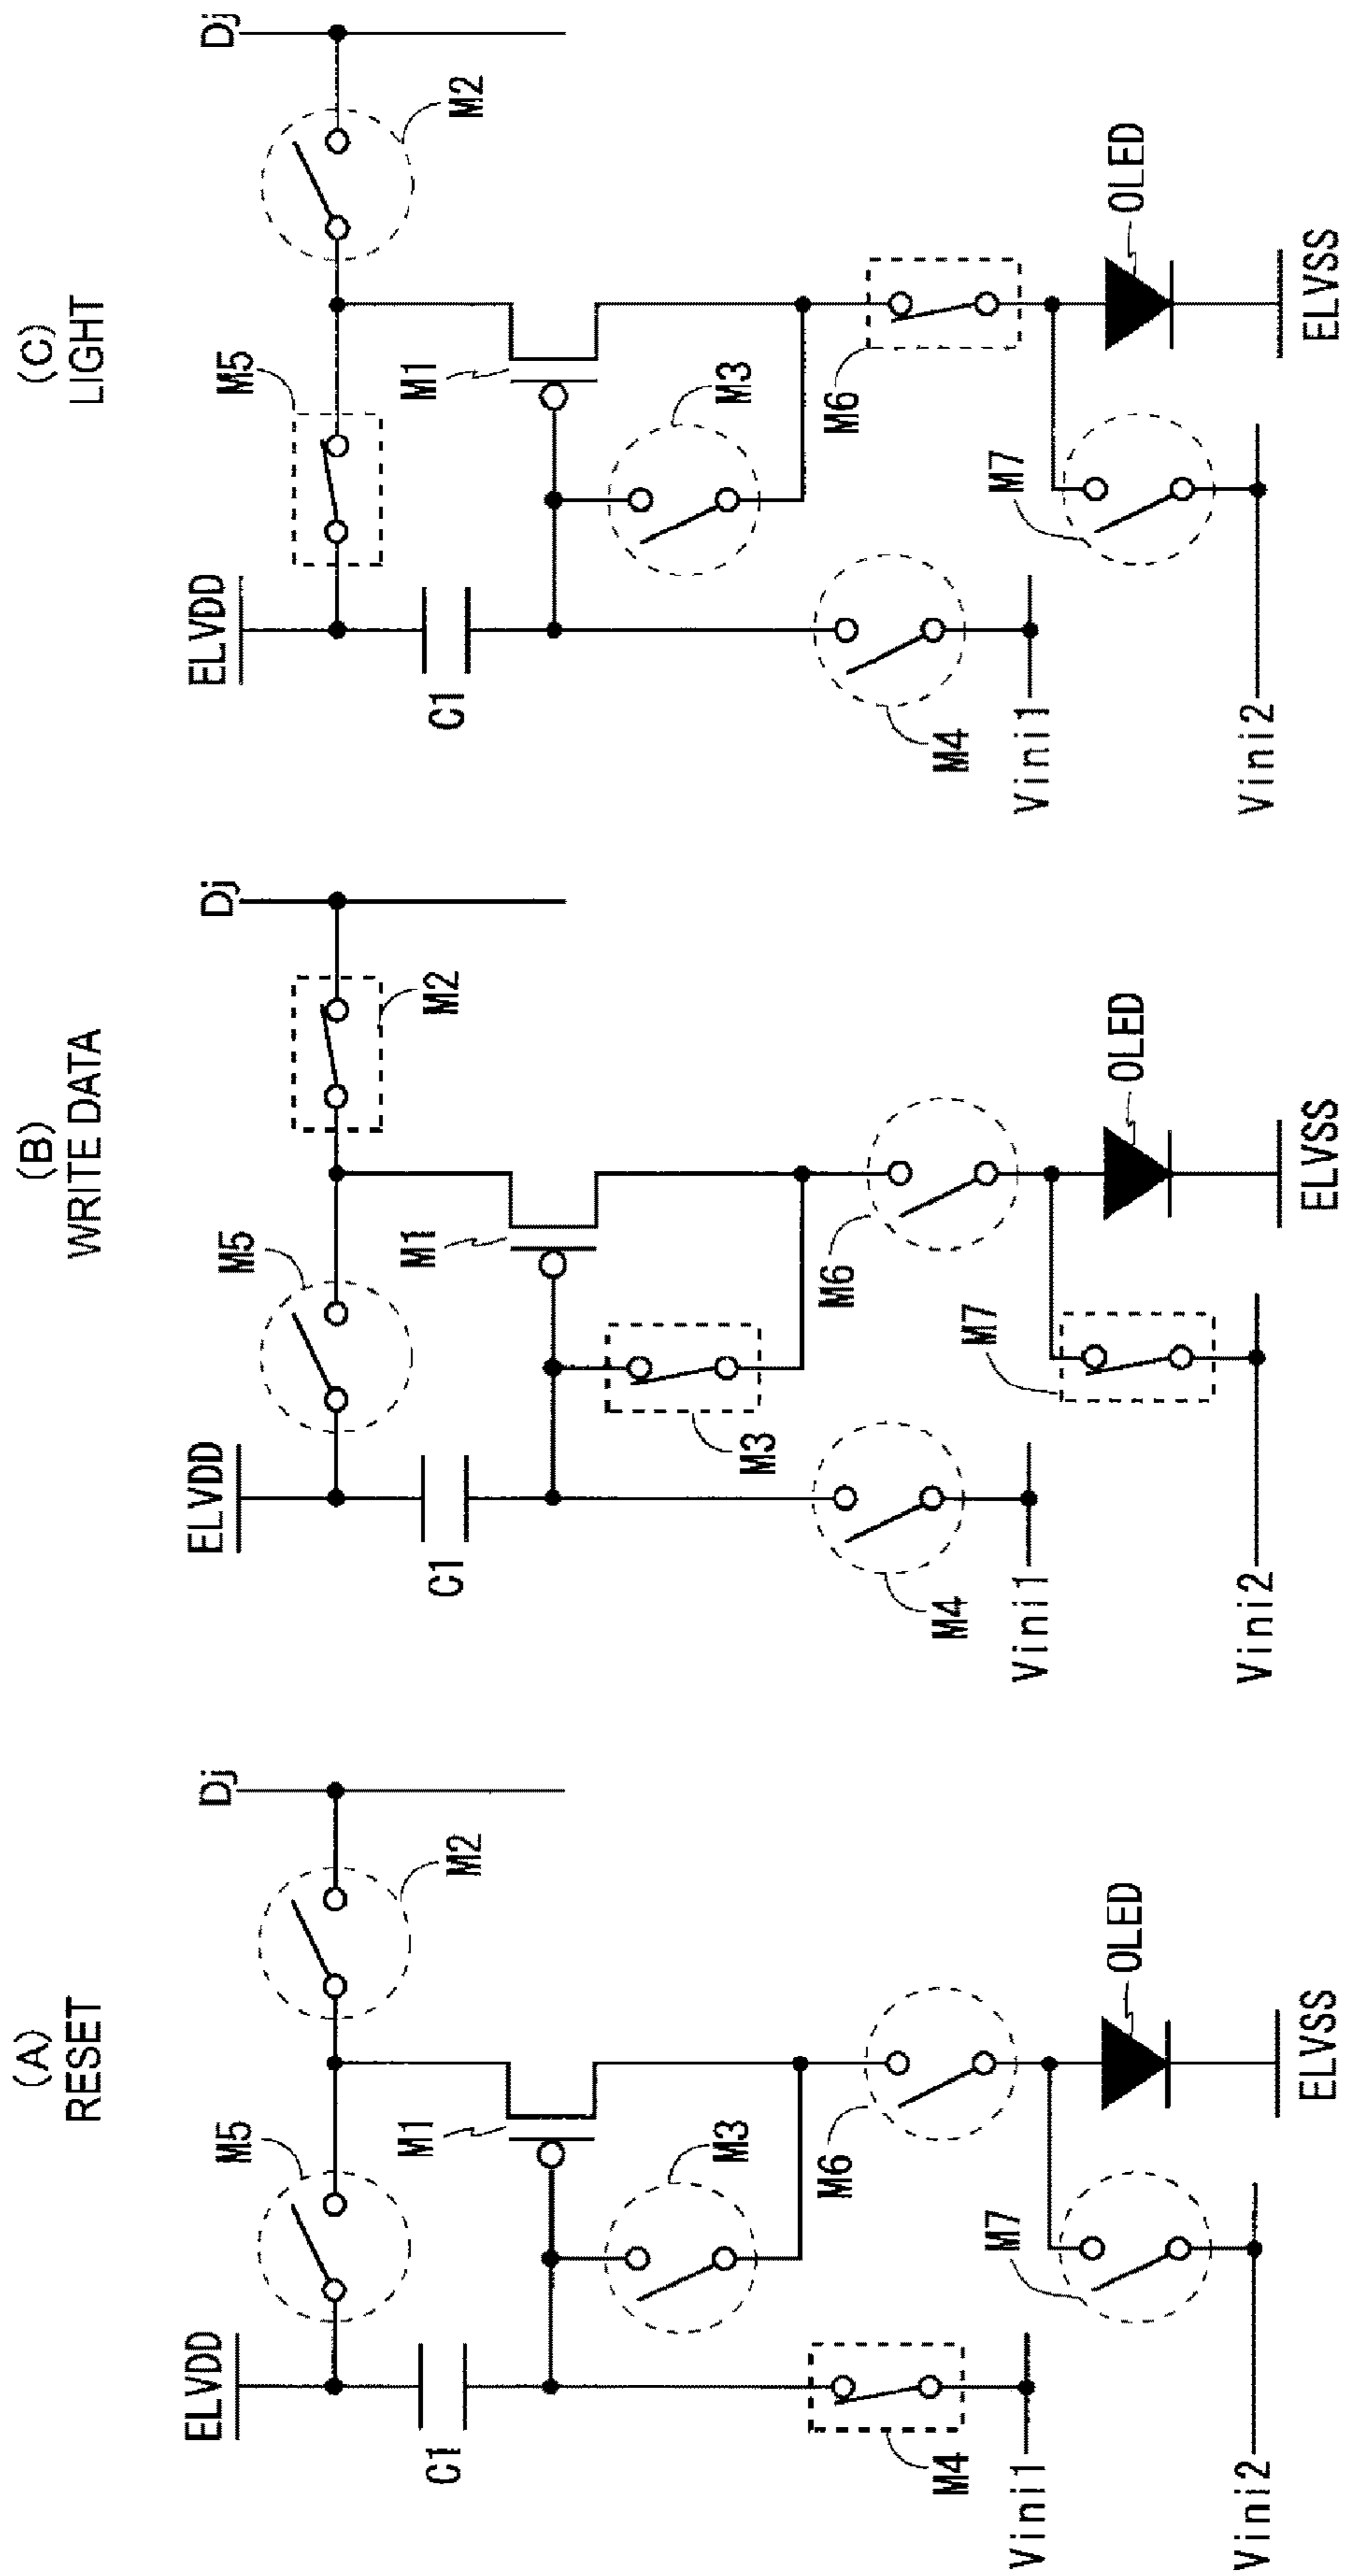 (A)
RESET
ELVDD
M5
M2
Dj
C1
M1
M3
M6
M4
M7
OLED
Vini1
Vini2
ELVSS
(B)
WRITE DATA
ELVDD
M5
M2
Dj
C1
M1
M3
M6
M4
M7
OLED
Vini1
Vini2
ELVSS
(C)
LIGHT
ELVDD
M5
M2
Dj
C1
M1
M3
M6
M4
M7
OLED
Vini1
Vini2
ELVSS